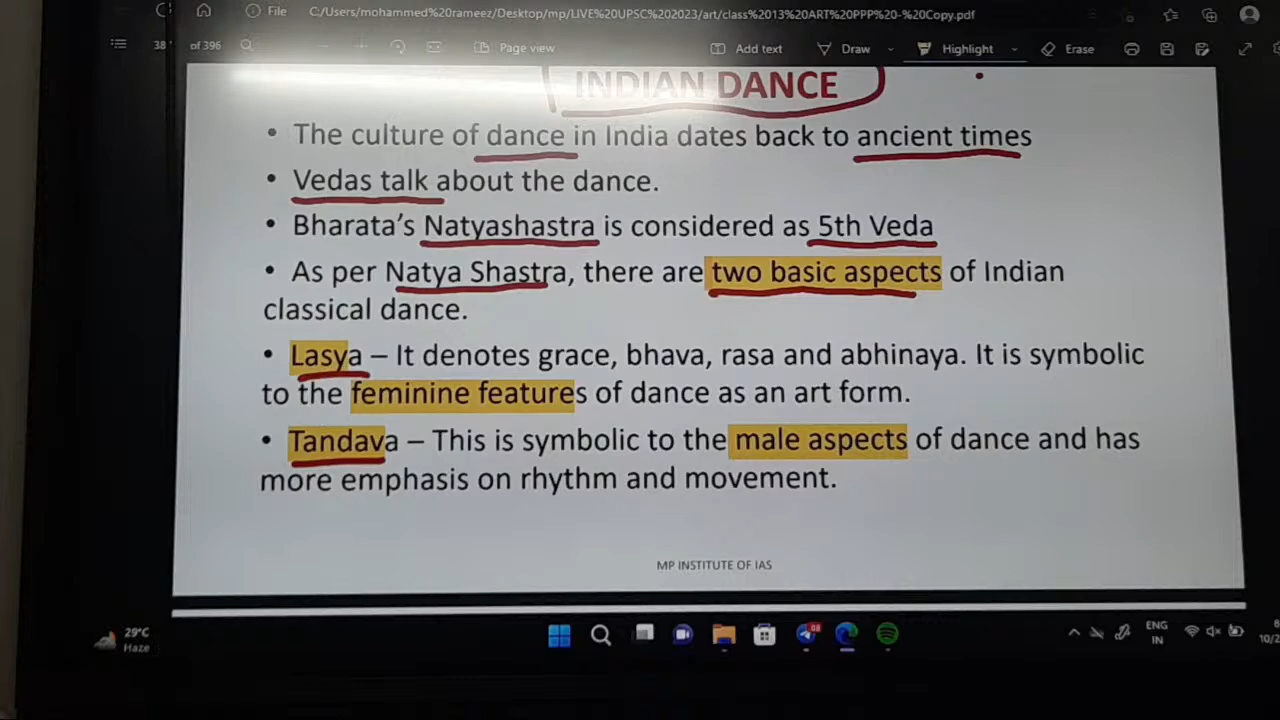 File C:/Users/mohammed%20rameez/Desktop/mp/LIVE%20UPSC%202023/art/class%2013%20ART%20PPP%20-%20Copy.pdf
38 of 396 Page view Add text Draw Highlight Erase
INDIAN DANCE
• The culture of dance in India dates back to ancient times
• Vedas talk about the dance.
• Bharata's Natyashastra is considered as 5th Veda
• As per Natya Shastra, there are two basic aspects of Indian
classical dance.
• Lasya – It denotes grace, bhava, rasa and abhinaya. It is symbolic
to the feminine features of dance as an art form.
• Tandava – This is symbolic to the male aspects of dance and has
more emphasis on rhythm and movement.
MP INSTITUTE OF IAS
29°C
Haze
ENG
IN